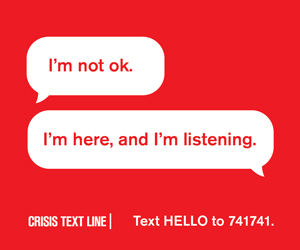 I'm not ok.
I'm here, and I'm listening.
CRISIS TEXT LINE| Text HELLO to 741741.